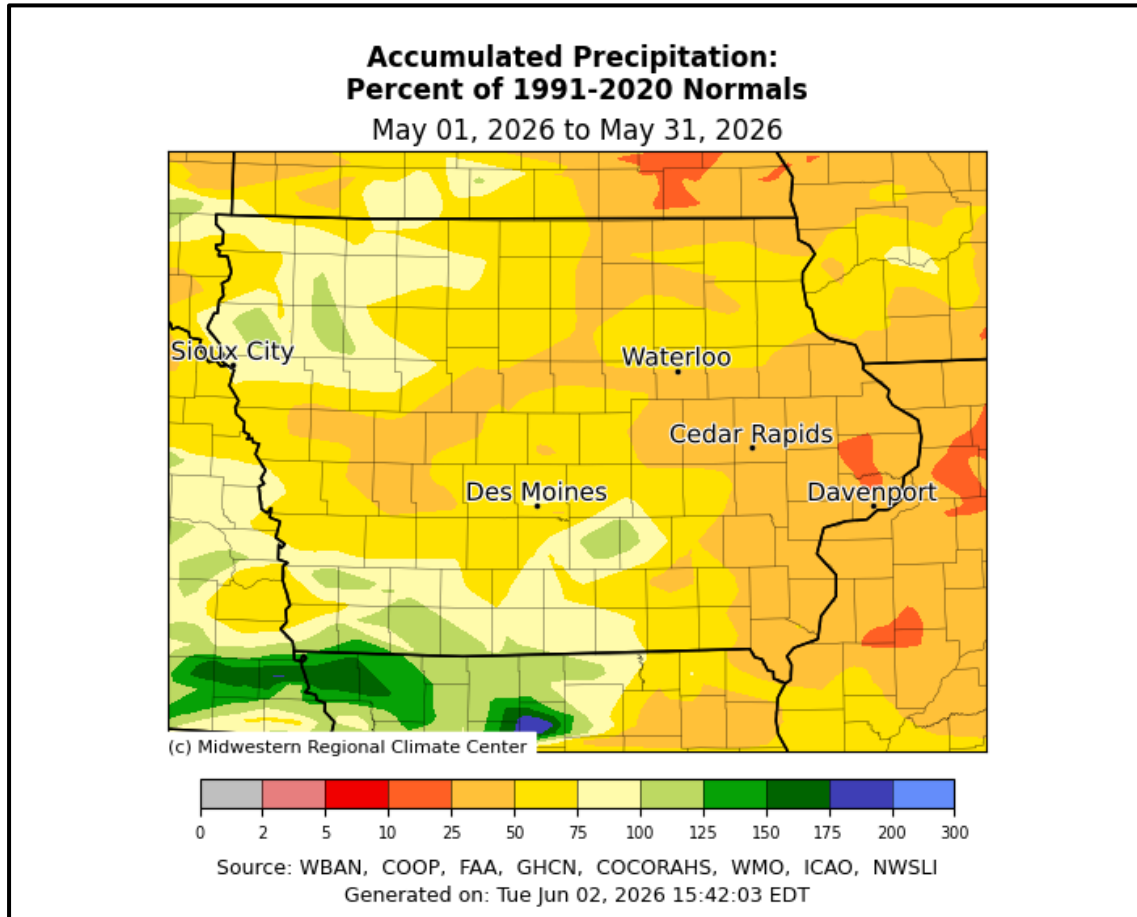 Accumulated Precipitation:
Percent of 1991-2020 Normals
May 01, 2026 to May 31, 2026
Sioux City
Waterloo
Cedar Rapids
Des Moines
Davenport
(c) Midwestern Regional Climate Center
0 2 5 10 25 50 75 100 125 150 175 200 300
Source: WBAN, COOP, FAA, GHCN, COCORAHS, WMO, ICAO, NWSLI
Generated on: Tue Jun 02, 2026 15:42:03 EDT